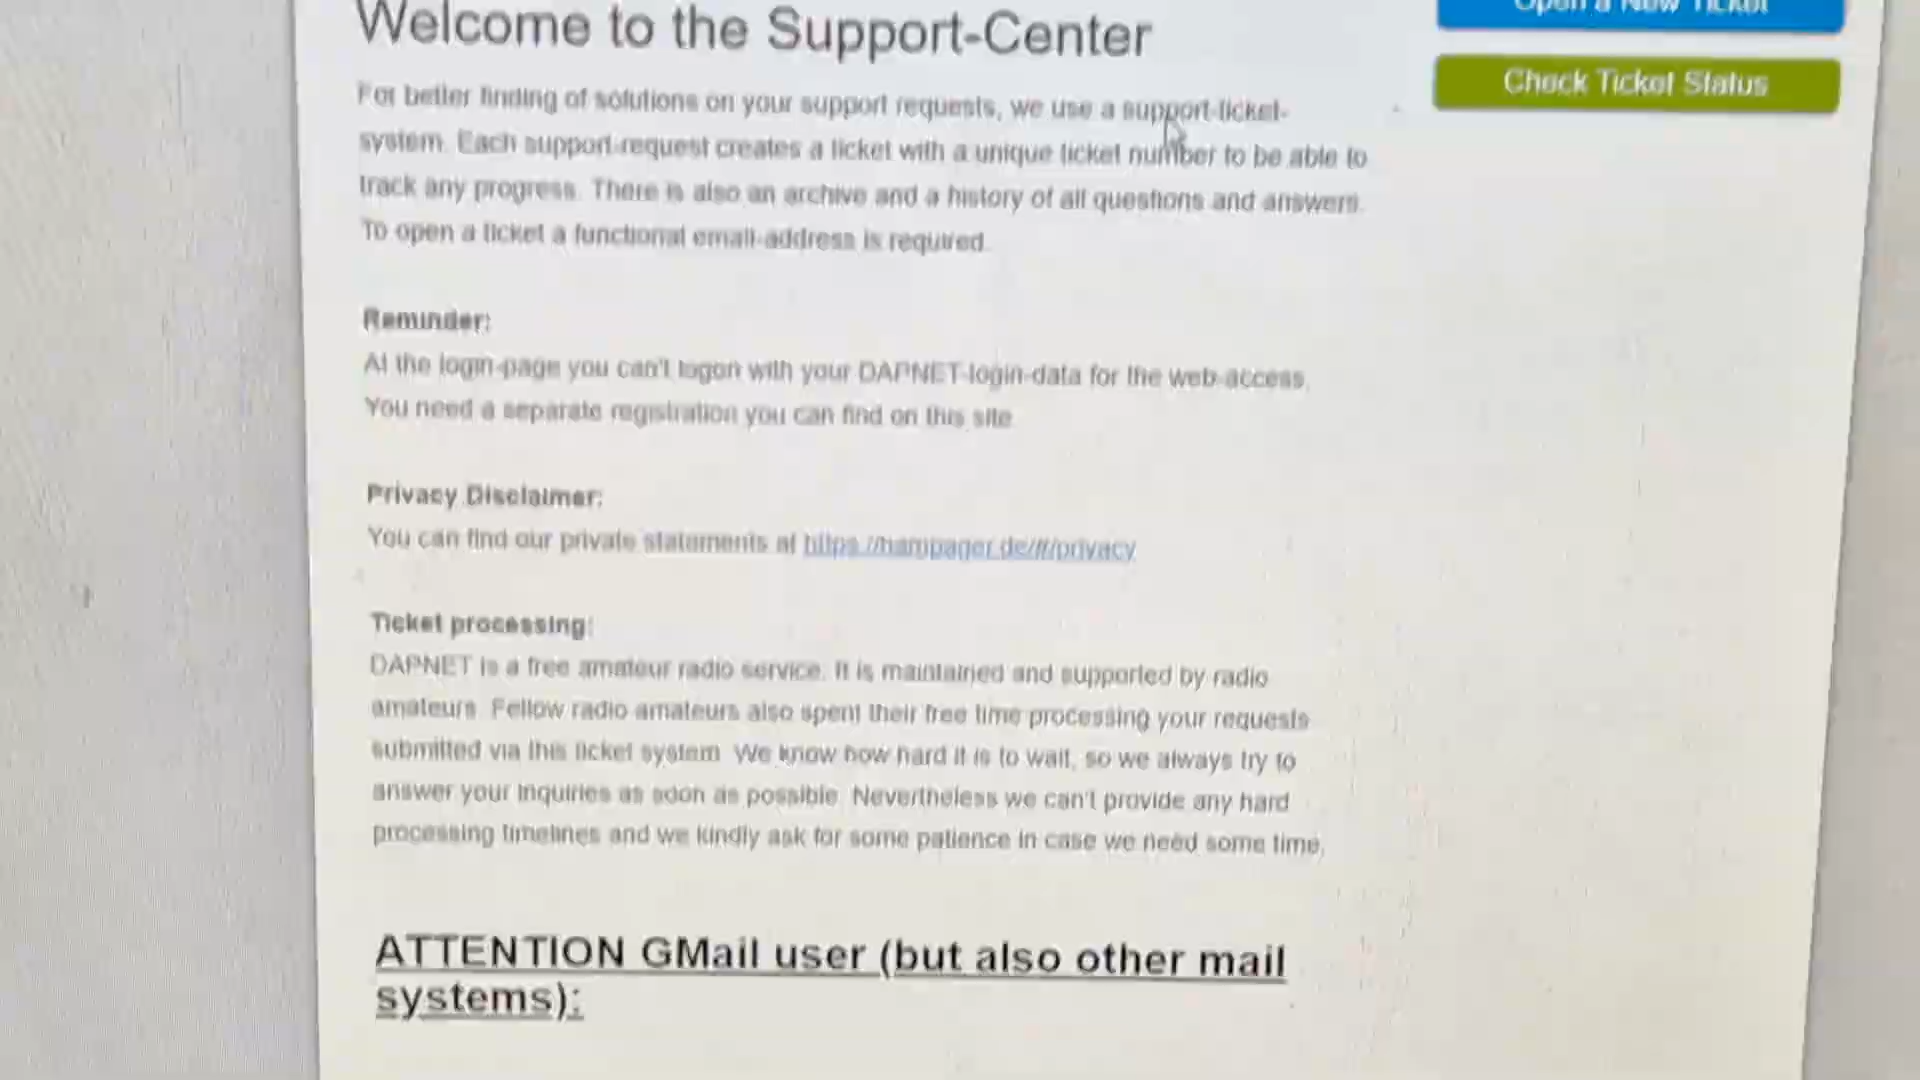 Welcome to the Support-Center
Open a New Ticket
Check Ticket Status
For better finding of solutions on your support requests, we use a support-ticket-
system. Each support-request creates a ticket with a unique ticket number to be able to
track any progress. There is also an archive and a history of all questions and answers.
To open a ticket a functional email-address is required.
Reminder:
At the login-page you can't logon with your DAPNET-login-data for the web-access.
You need a separate registration you can find on this site
Privacy Disclaimer:
You can find our private statements at https://hampager.de/#/privacy
Ticket processing:
DAPNET is a free amateur radio service. It is maintained and supported by radio
amateurs. Fellow radio amateurs also spent their free time processing your requests
submitted via this ticket system. We know how hard it is to wait, so we always try to
answer your inquiries as soon as possible. Nevertheless we can't provide any hard
processing timelines and we kindly ask for some patience in case we need some time.
ATTENTION GMail user (but also other mail
systems):